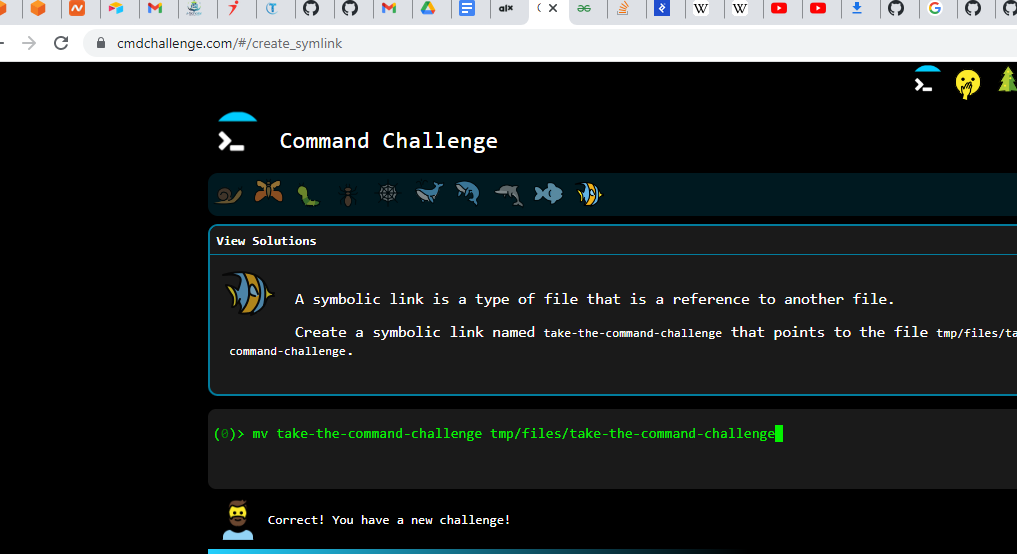 cmdchallenge.com/#/create_symlink
Command Challenge
View Solutions
A symbolic link is a type of file that is a reference to another file.
Create a symbolic link named take-the-command-challenge that points to the file tmp/files/ta
command-challenge.
(0)> mv take-the-command-challenge tmp/files/take-the-command-challenge
Correct! You have a new challenge!